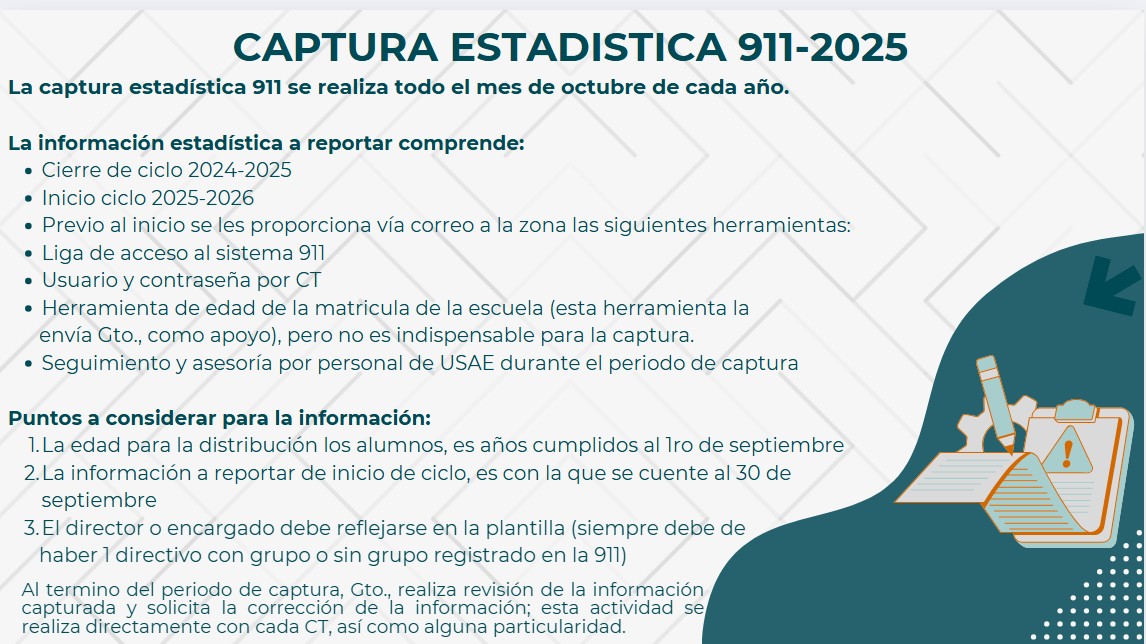 CAPTURA ESTADISTICA 911-2025
La captura estadística 911 se realiza todo el mes de octubre de cada año.
La información estadística a reportar comprende:
• Cierre de ciclo 2024-2025
• Inicio ciclo 2025-2026
• Previo al inicio se les proporciona vía correo a la zona las siguientes herramientas:
• Liga de acceso al sistema 911
• Usuario y contraseña por CT
• Herramienta de edad de la matricula de la escuela (esta herramienta la
envía Gto., como apoyo), pero no es indispensable para la captura.
• Seguimiento y asesoría por personal de USAE durante el periodo de captura
Puntos a considerar para la información:
1. La edad para la distribución los alumnos, es años cumplidos al 1ro de septiembre
2. La información a reportar de inicio de ciclo, es con la que se cuente al 30 de
septiembre
3. El director o encargado debe reflejarse en la plantilla (siempre debe de
haber 1 directivo con grupo o sin grupo registrado en la 911)
Al termino del periodo de captura, Gto., realiza revisión de la información
capturada y solicita la corrección de la información; esta actividad se
realiza directamente con cada CT, así como alguna particularidad.